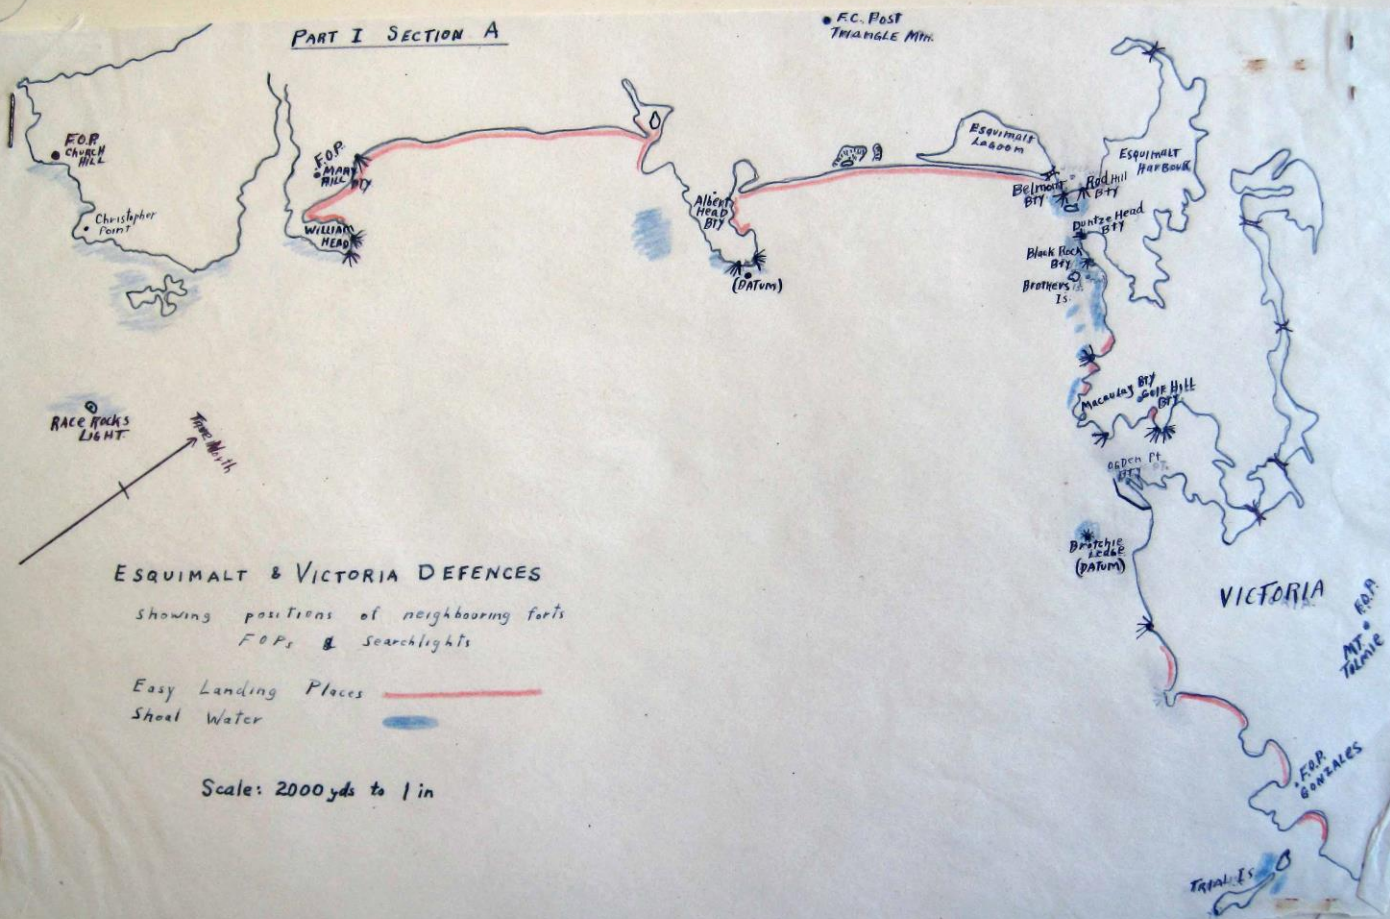 PART I SECTION A
F.C. POST
TRIANGLE Mtn.
F.O.P.
CHURCH
HILL
Christopher
Point
F.O.P.
MARY
HILL
BTY
WILLIAM
HEAD
Albert
HEAD
BTY
(DATUM)
Esquimalt
Lagoon
ESQUIMALT
HARBOUR
Belmont
BTY
Rod Hill
BTY
Duntze Head
Bty
Black Rock
Bty
Brothers
Is.
Macaulay BTY
Golf Hill
BTY
OGDEN Pt.
RACE ROCKS
LIGHT.
True North
Brotchie
Ledge
(DATUM)
VICTORIA
F.O.P.
MT.
TOLMIE
F.O.P.
GONZALES
TRIAL Is.
ESQUIMALT & VICTORIA DEFENCES
Showing positions of neighbouring forts
FOPs & Searchlights
Easy Landing Places
Shoal Water
Scale: 2000 yds to 1 in